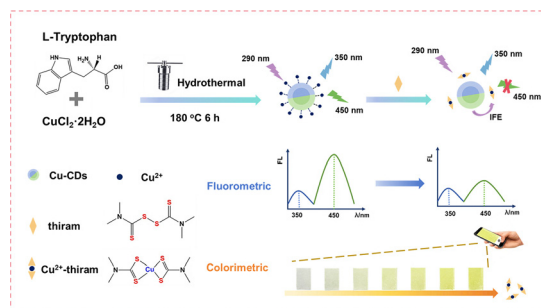 L-Tryptophan
H
N
H₂N
H
OH
O
CuCl₂·2H₂O
Hydrothermal
180 °C 6 h
290 nm
350 nm
450 nm
290 nm
350 nm
450 nm
IFE
Cu-CDs
Cu²⁺
thiram
N
S
S
S
S
N
Cu²⁺-thiram
N
S
S
Cu
S
S
N
Fluorometric
FL
350
450
λ/nm
FL
350
450
λ/nm
Colorimetric